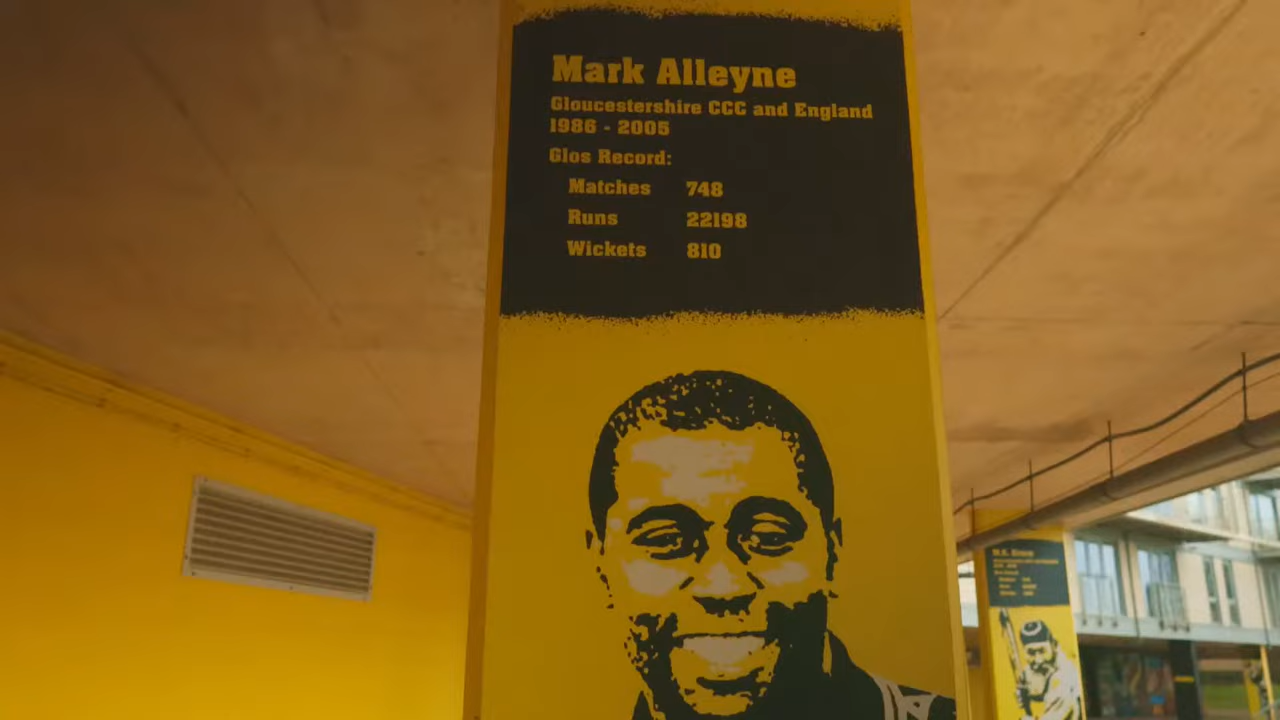 Mark Alleyne
Gloucestershire CCC and England
1986 - 2005
Glos Record:
Matches 748
Runs 22198
Wickets 810